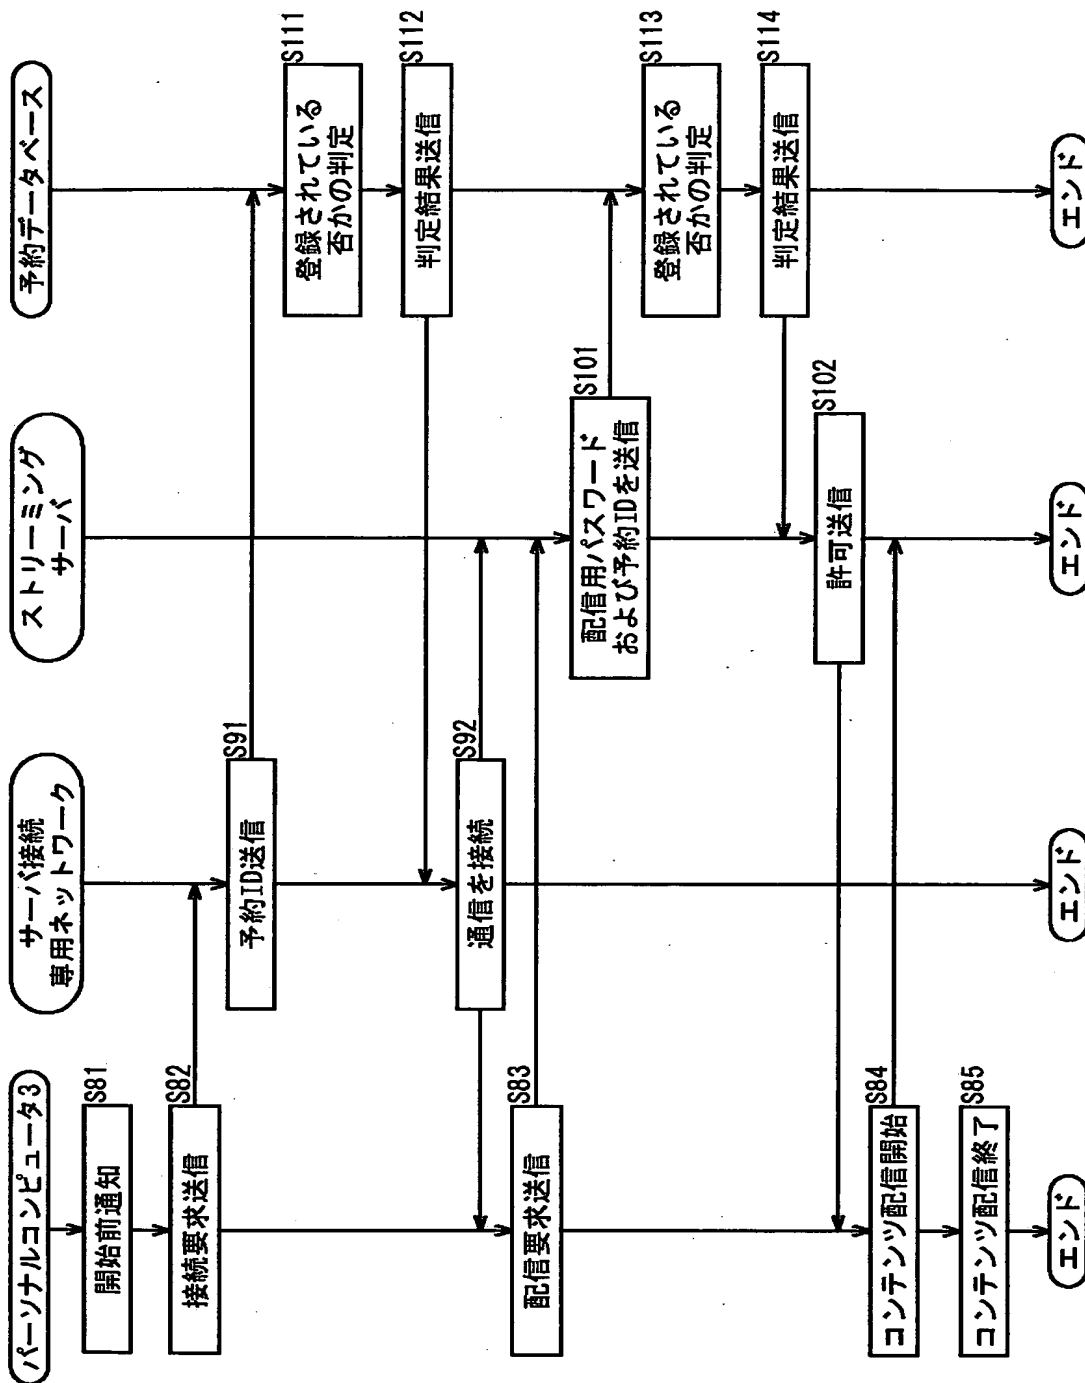 パーソナルコンピュータ3
開始前通知
S81
接続要求送信
S82
配信要求送信
S83
コンテンツ配信開始
S84
コンテンツ配信終了
S85
エンド
サーバ接続
専用ネットワーク
予約ID送信
S91
通信を接続
S92
エンド
ストリーミング
サーバ
配信用パスワード
および予約IDを送信
S101
許可送信
S102
エンド
予約データベース
登録されている
否かの判定
S111
判定結果送信
S112
登録されている
否かの判定
S113
判定結果送信
S114
エンド